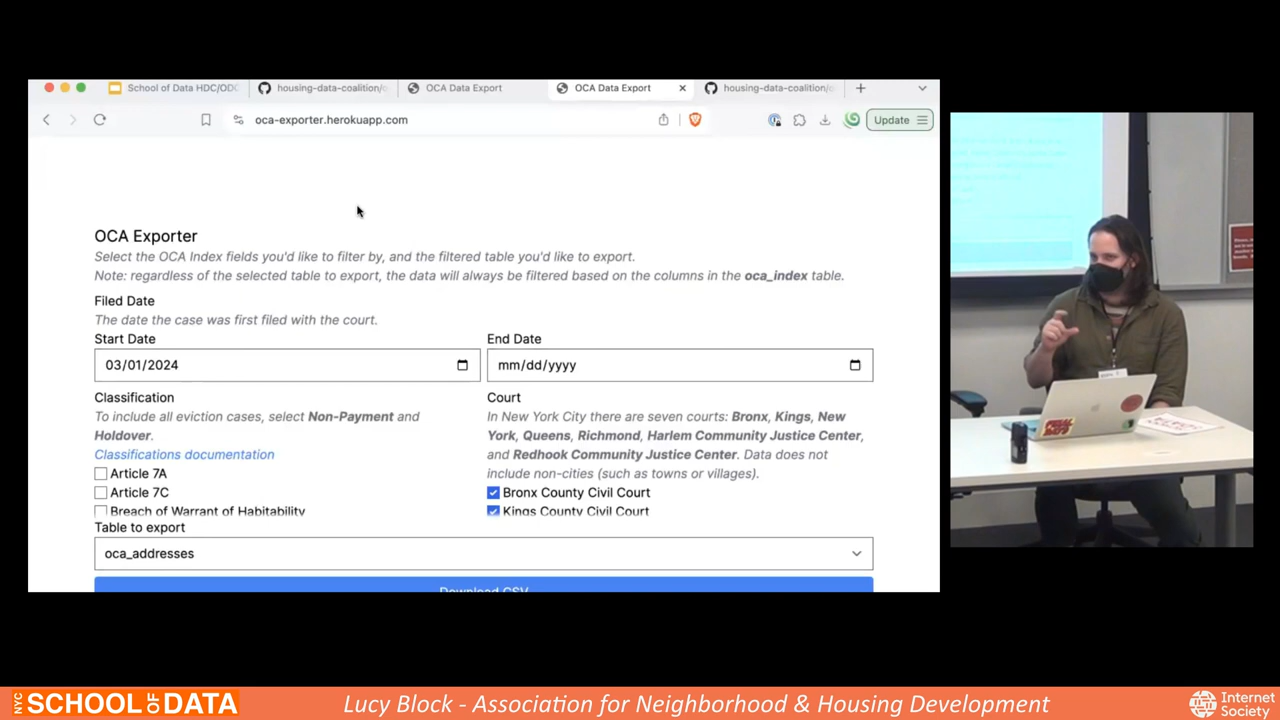 School of Data HDC/ODC
housing-data-coalition/o
OCA Data Export
OCA Data Export
housing-data-coalition/o
oca-exporter.herokuapp.com
Update
OCA Exporter
Select the OCA Index fields you'd like to filter by, and the filtered table you'd like to export.
Note: regardless of the selected table to export, the data will always be filtered based on the columns in the oca_index table.
Filed Date
The date the case was first filed with the court.
Start Date
End Date
03/01/2024
mm/dd/yyyy
Classification
To include all eviction cases, select Non-Payment and
Holdover.
Classifications documentation
Article 7A
Article 7C
Breach of Warrant of Habitability
Court
In New York City there are seven courts: Bronx, Kings, New
York, Queens, Richmond, Harlem Community Justice Center,
and Redhook Community Justice Center. Data does not
include non-cities (such as towns or villages).
Bronx County Civil Court
Kings County Civil Court
Table to export
oca_addresses
Download CSV
NYC SCHOOL OF DATA
Lucy Block - Association for Neighborhood & Housing Development
Internet
Society